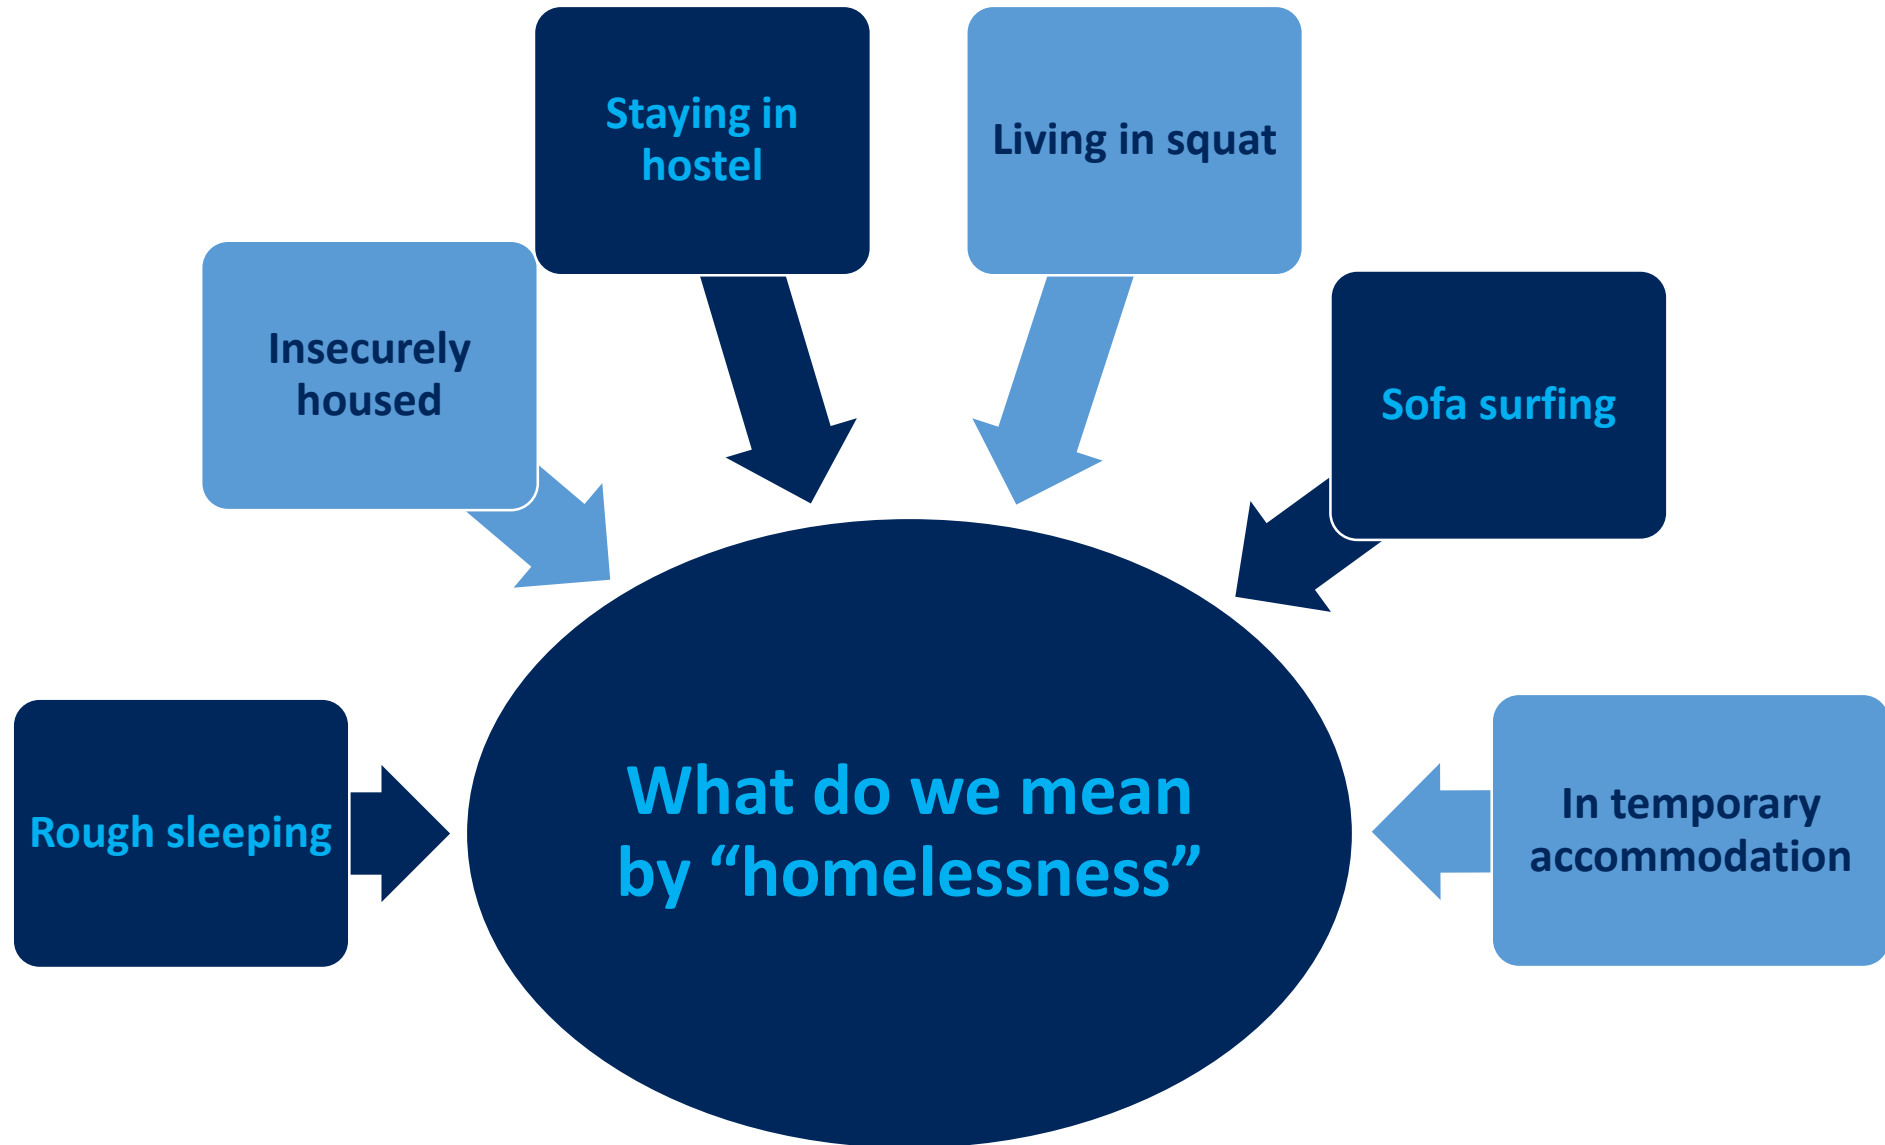 Staying in
hostel
Living in squat
Insecurely
housed
Sofa surfing
Rough sleeping
What do we mean
by “homelessness”
In temporary
accommodation